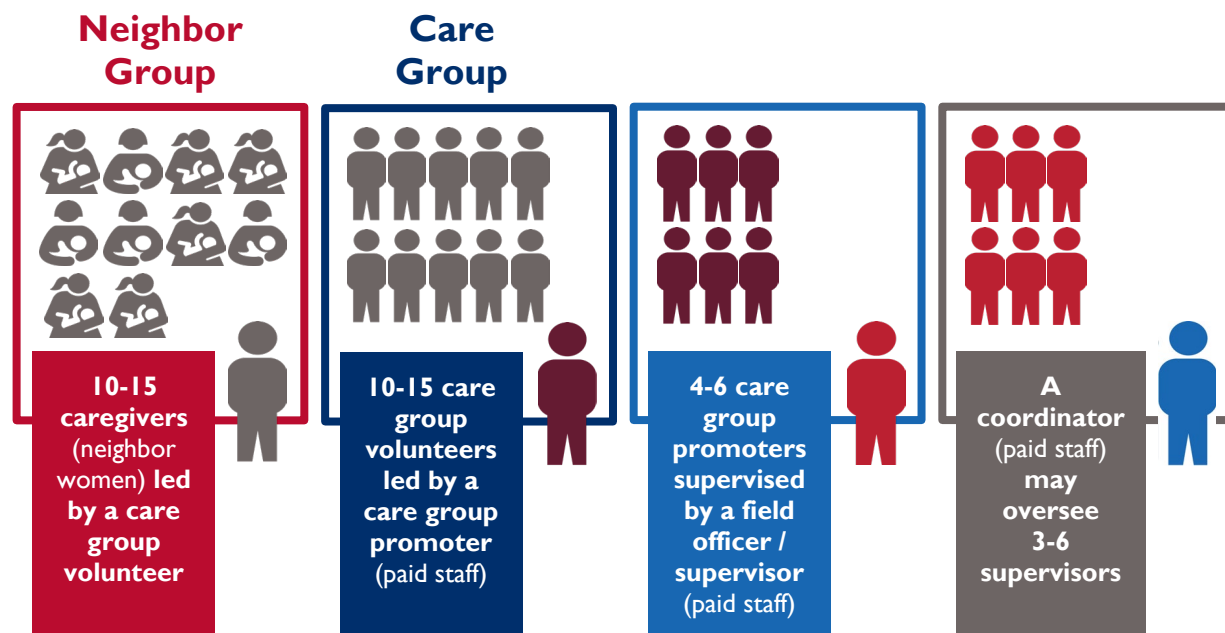 Neighbor
Group
Care
Group
10-15
caregivers
(neighbor
women) led
by a care
group
volunteer
10-15 care
group
volunteers
led by a
care group
promoter
(paid staff)
4-6 care
group
promoters
supervised
by a field
officer /
supervisor
(paid staff)
A
coordinator
(paid staff)
may
oversee
3-6
supervisors